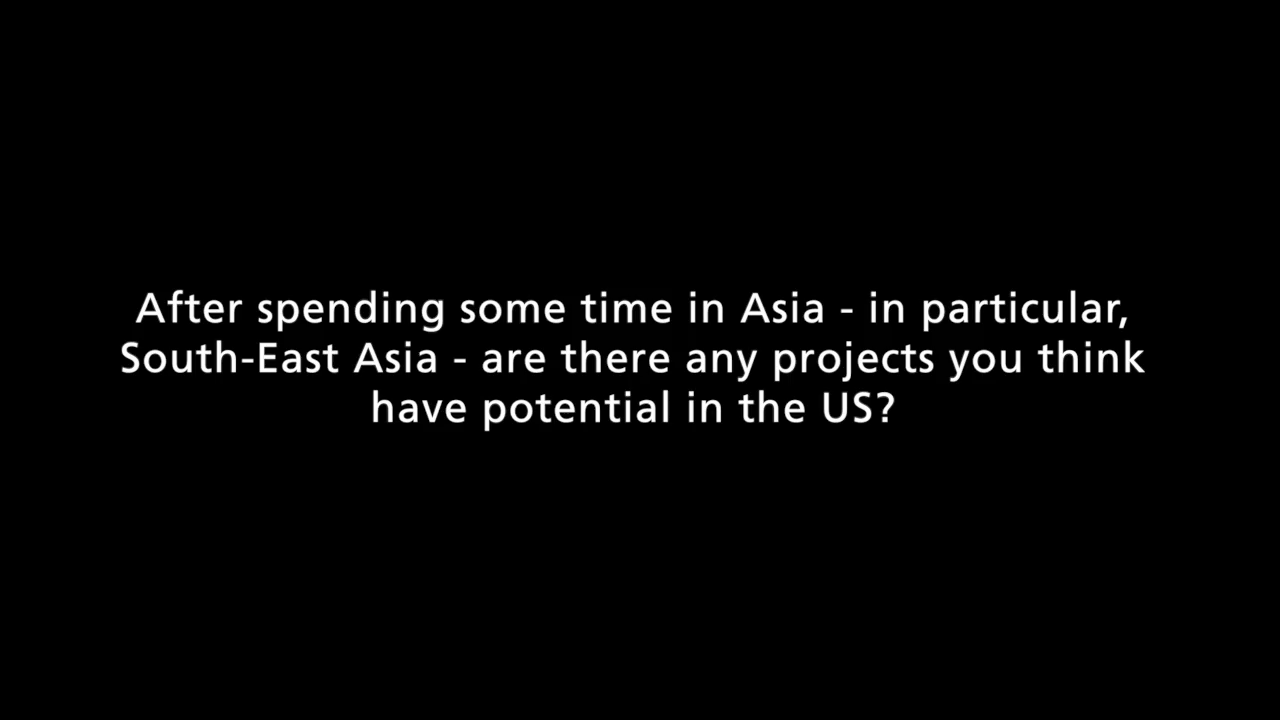 After spending some time in Asia - in particular,
South-East Asia - are there any projects you think
have potential in the US?